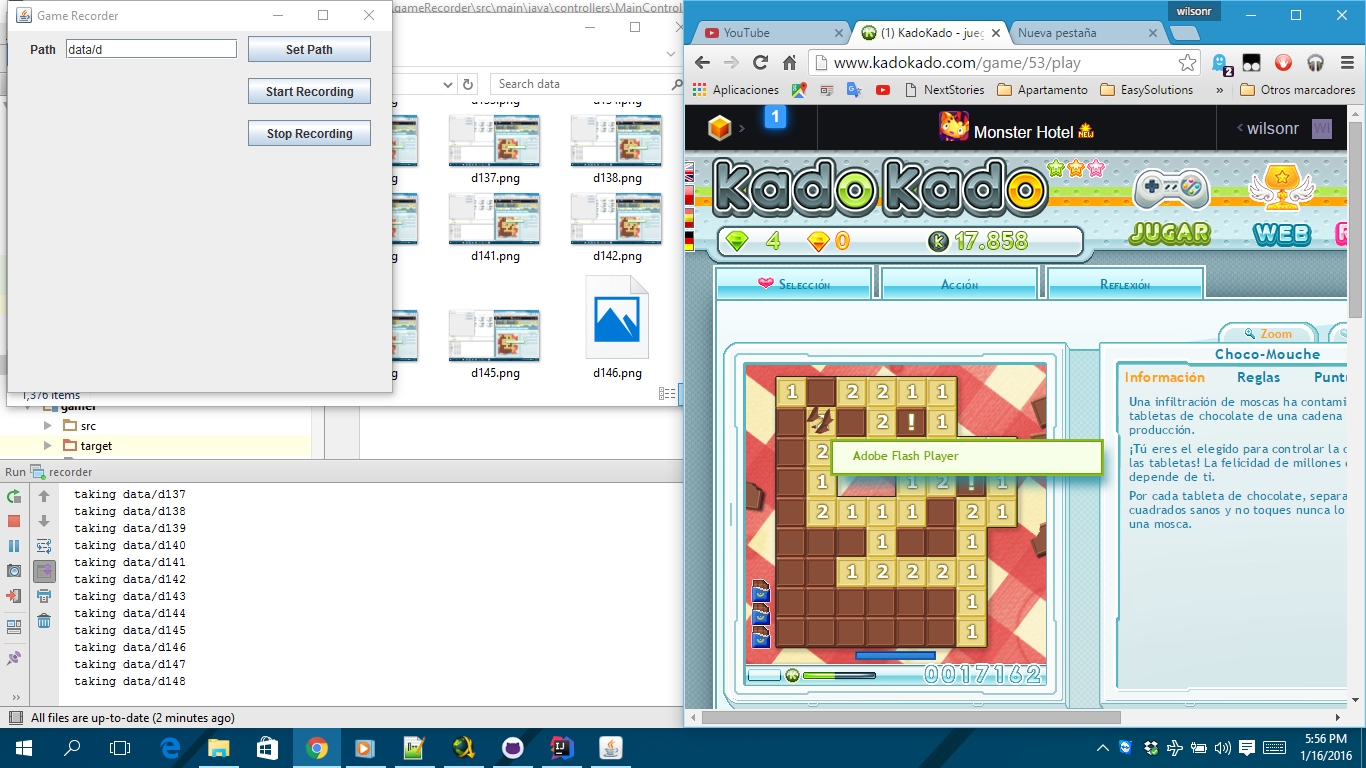 Game Recorder
Path data/d Set Path
Start Recording
Stop Recording
.gameRecorder\src\main\java\controllers\MainControl
Search data
d137.png d138.png
d141.png d142.png
d145.png d146.png
1,376 items
gamer
src
target
Run recorder
taking data/d137
taking data/d138
taking data/d139
taking data/d140
taking data/d141
taking data/d142
taking data/d143
taking data/d144
taking data/d145
taking data/d146
taking data/d147
taking data/d148
All files are up-to-date (2 minutes ago)
wilsonr
YouTube (1) KadoKado - jueg Nueva pestaña
www.kadokado.com/game/53/play
2
Aplicaciones NextStories Apartamento EasySolutions » Otros marcadores
1 Monster Hotel NEW wilsonr WI
kadokado
4 0 K 17.858 JUGAR WEB
Selección Acción Reflexión
Zoom
Choco-Mouche
Información Reglas Puntu
Una infiltración de moscas ha contami
tabletas de chocolate de una cadena
producción.
¡Tú eres el elegido para controlar la c
las tabletas! La felicidad de millones
depende de ti.
Por cada tableta de chocolate, separa
cuadrados sanos y no toques nunca lo
una mosca.
1 2 2 1 1
2 ! 1
2
Adobe Flash Player
1 1 2 ! 1
2 1 1 1 2 1
1 1
1 2 2 2 1
1
1
0017162
5:56 PM
1/16/2016